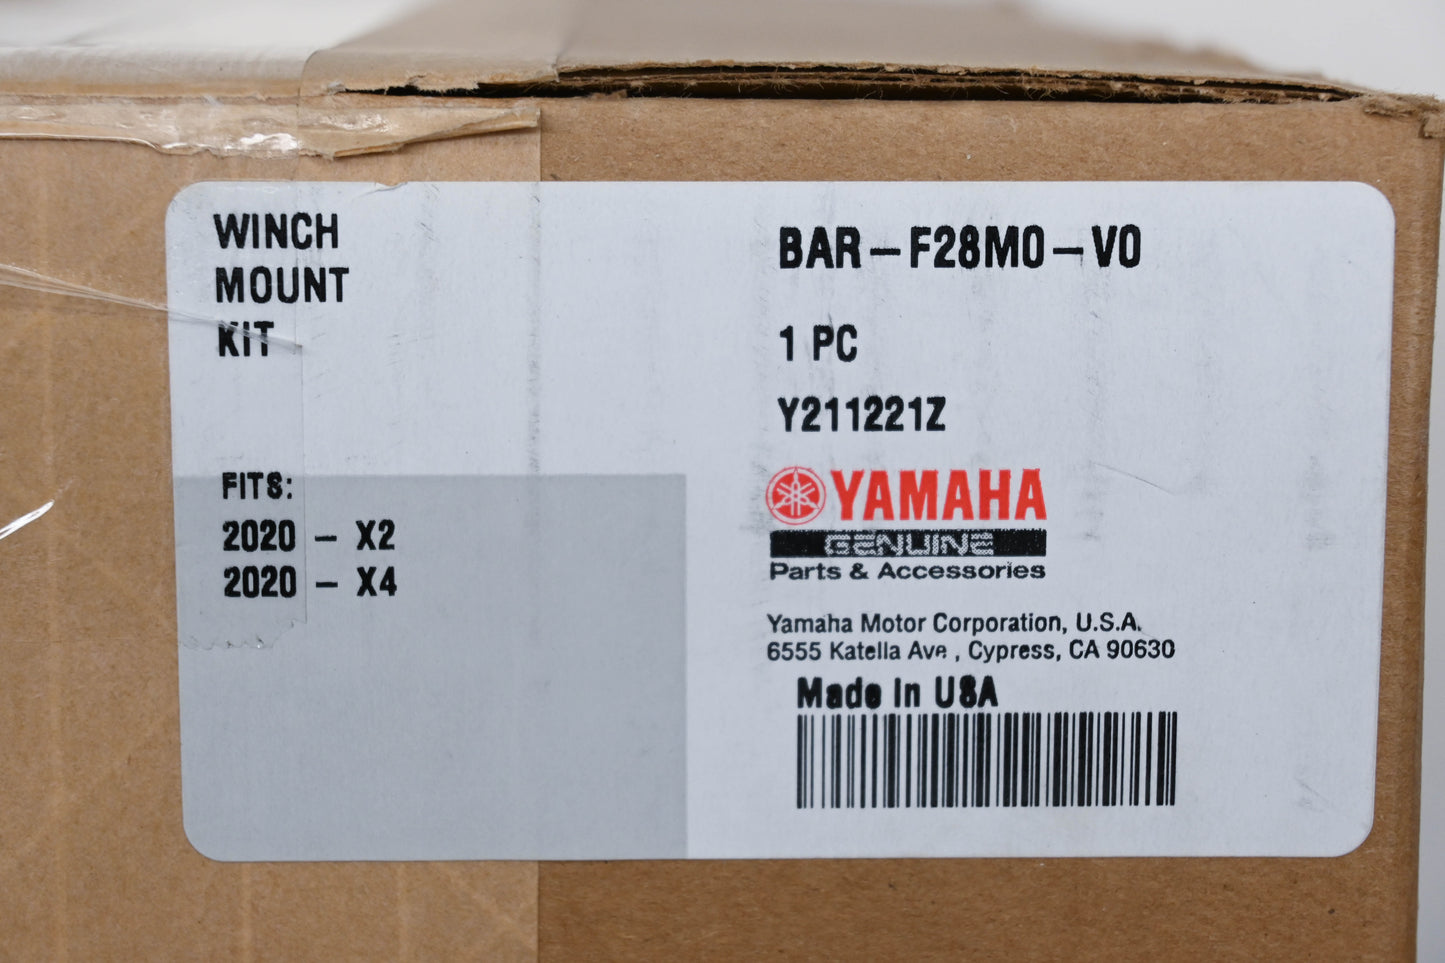 WINCH
MOUNT
KIT
FITS:
2020 - X2
2020 - X4
BAR-F28M0-V0
1 PC
Y211221Z
YAMAHA
GENUINE
Parts & Accessories
Yamaha Motor Corporation, U.S.A.
6555 Katella Ave , Cypress, CA 90630
Made In USA